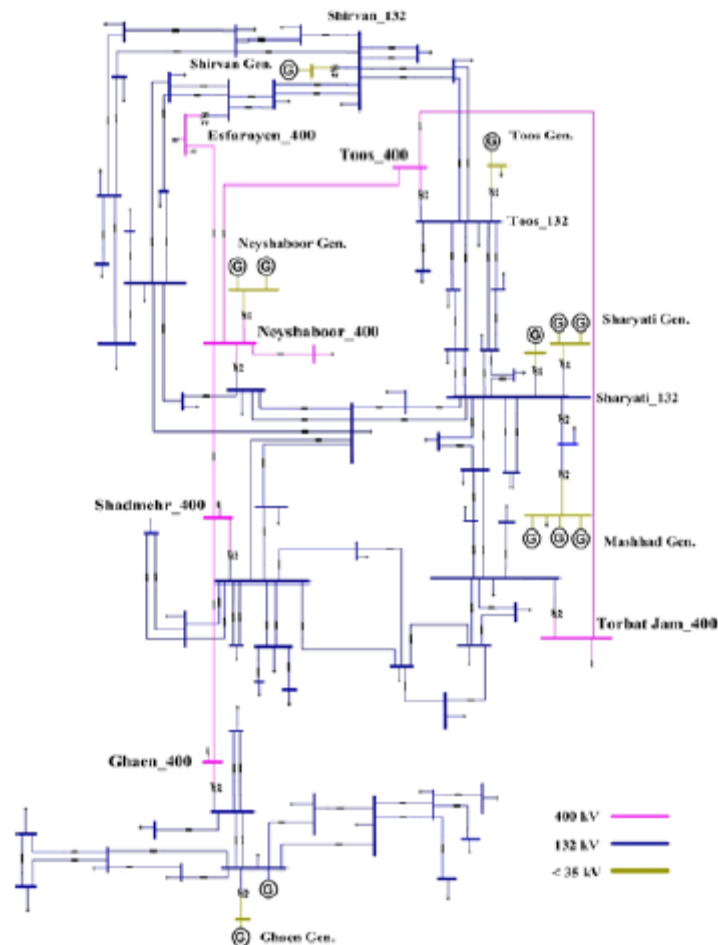 Shirvan_132
Shirvan Gen.
G
Esfarayen_400
Toos_400
Toos Gen.
G
Toos_132
Neyshaboor Gen.
G G
Neyshaboor_400
Sharyati Gen.
G G G
Sharyati_132
Shadmehr_400
G G G
Mashhad Gen.
Torbat Jam_400
Ghaen_400
400 kV
132 kV
< 35 kV
G
G Ghaen Gen.